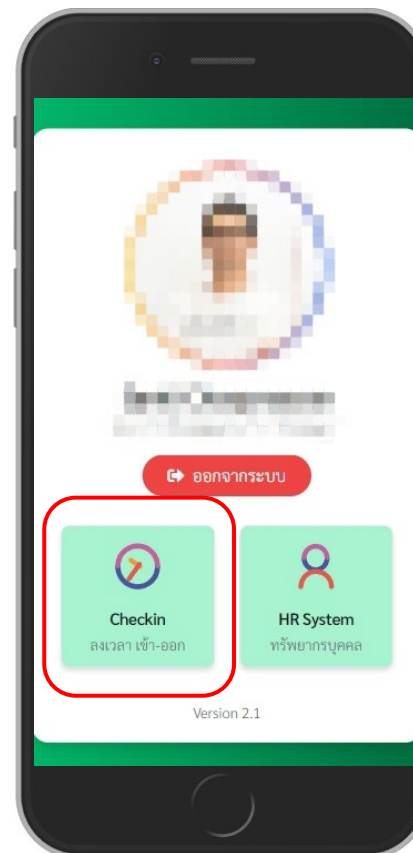 ออกจากระบบ
Checkin
ลงเวลา เข้า-ออก
HR System
ทรัพยากรบุคคล
Version 2.1